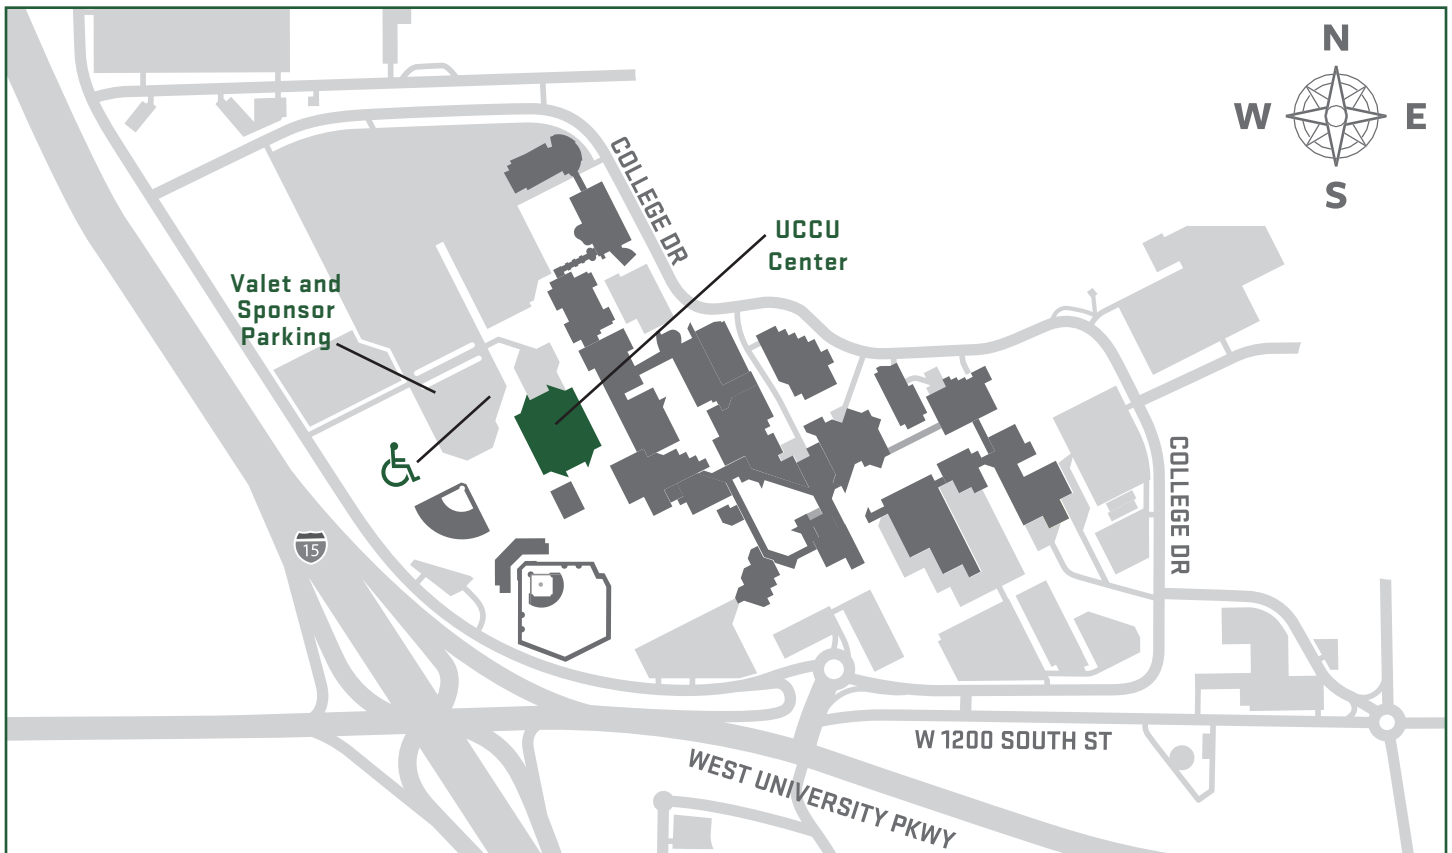 N
W E
S
COLLEGE DR
UCCU
Center
Valet and
Sponsor
Parking
COLLEGE DR
15
W 1200 SOUTH ST
WEST UNIVERSITY PKWY